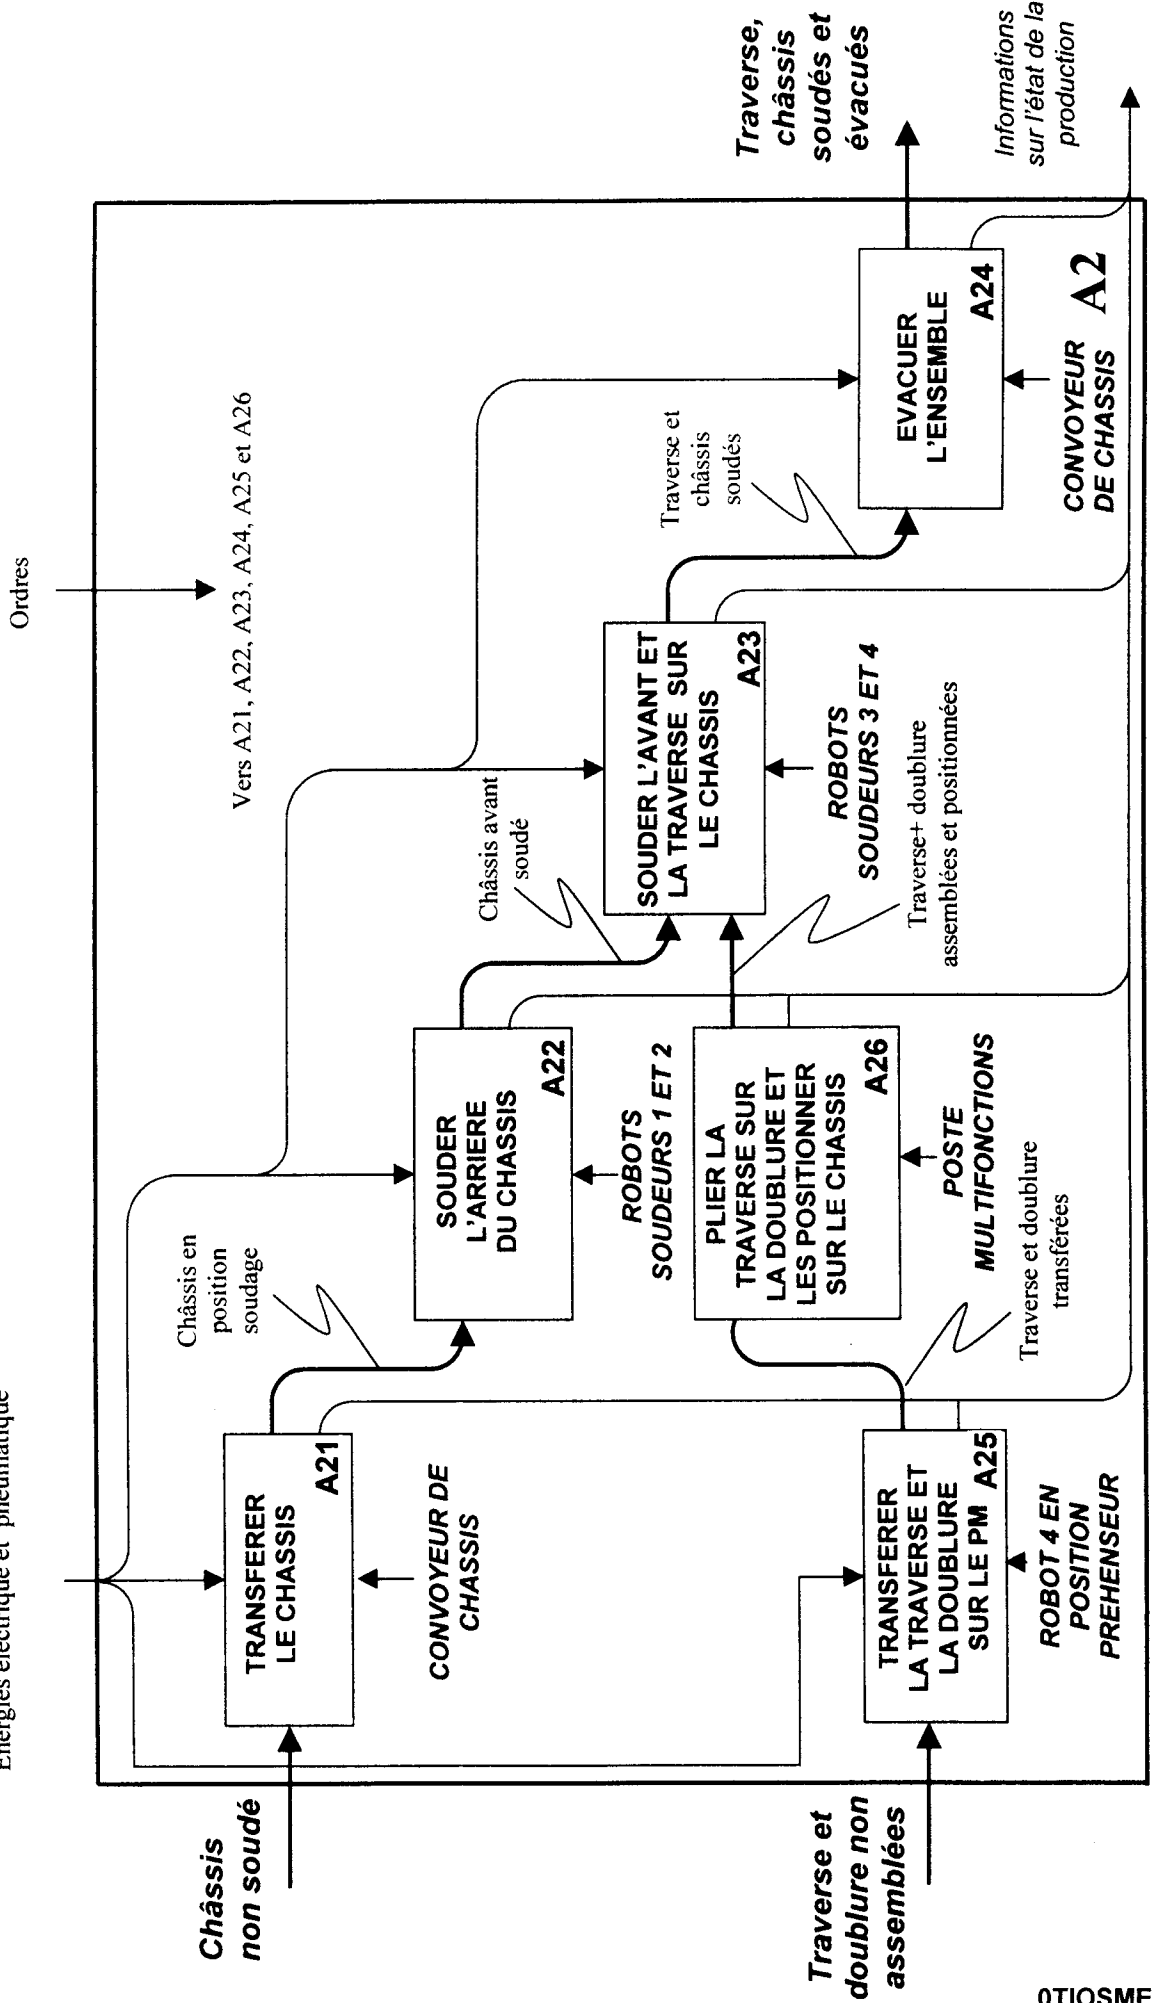 Ordres
Energies électrique et pneumatique
Vers A21, A22, A23, A24, A25 et A26
Châssis
non soudé
TRANSFERER
LE CHASSIS
A21
CONVOYEUR DE
CHASSIS
Châssis en
position
soudage
SOUDER
L'ARRIERE
DU CHASSIS
A22
ROBOTS
SOUDEURS 1 ET 2
Châssis avant
soudé
SOUDER L'AVANT ET
LA TRAVERSE SUR
LE CHASSIS
A23
ROBOTS
SOUDEURS 3 ET 4
Traverse et
châssis
soudés
EVACUER
L'ENSEMBLE
A24
CONVOYEUR
DE CHASSIS
Traverse,
châssis
soudés et
évacués
Informations
sur l'état de la
production
Traverse et
doublure non
assemblées
TRANSFERER
LA TRAVERSE ET
LA DOUBLURE
SUR LE PM
A25
ROBOT 4 EN
POSITION
PREHENSEUR
Traverse et doublure
transférées
PLIER LA
TRAVERSE SUR
LA DOUBLURE ET
LES POSITIONNER
SUR LE CHASSIS
A26
POSTE
MULTIFONCTIONS
Traverse+ doublure
assemblées et positionnées
A2
0TIOSME